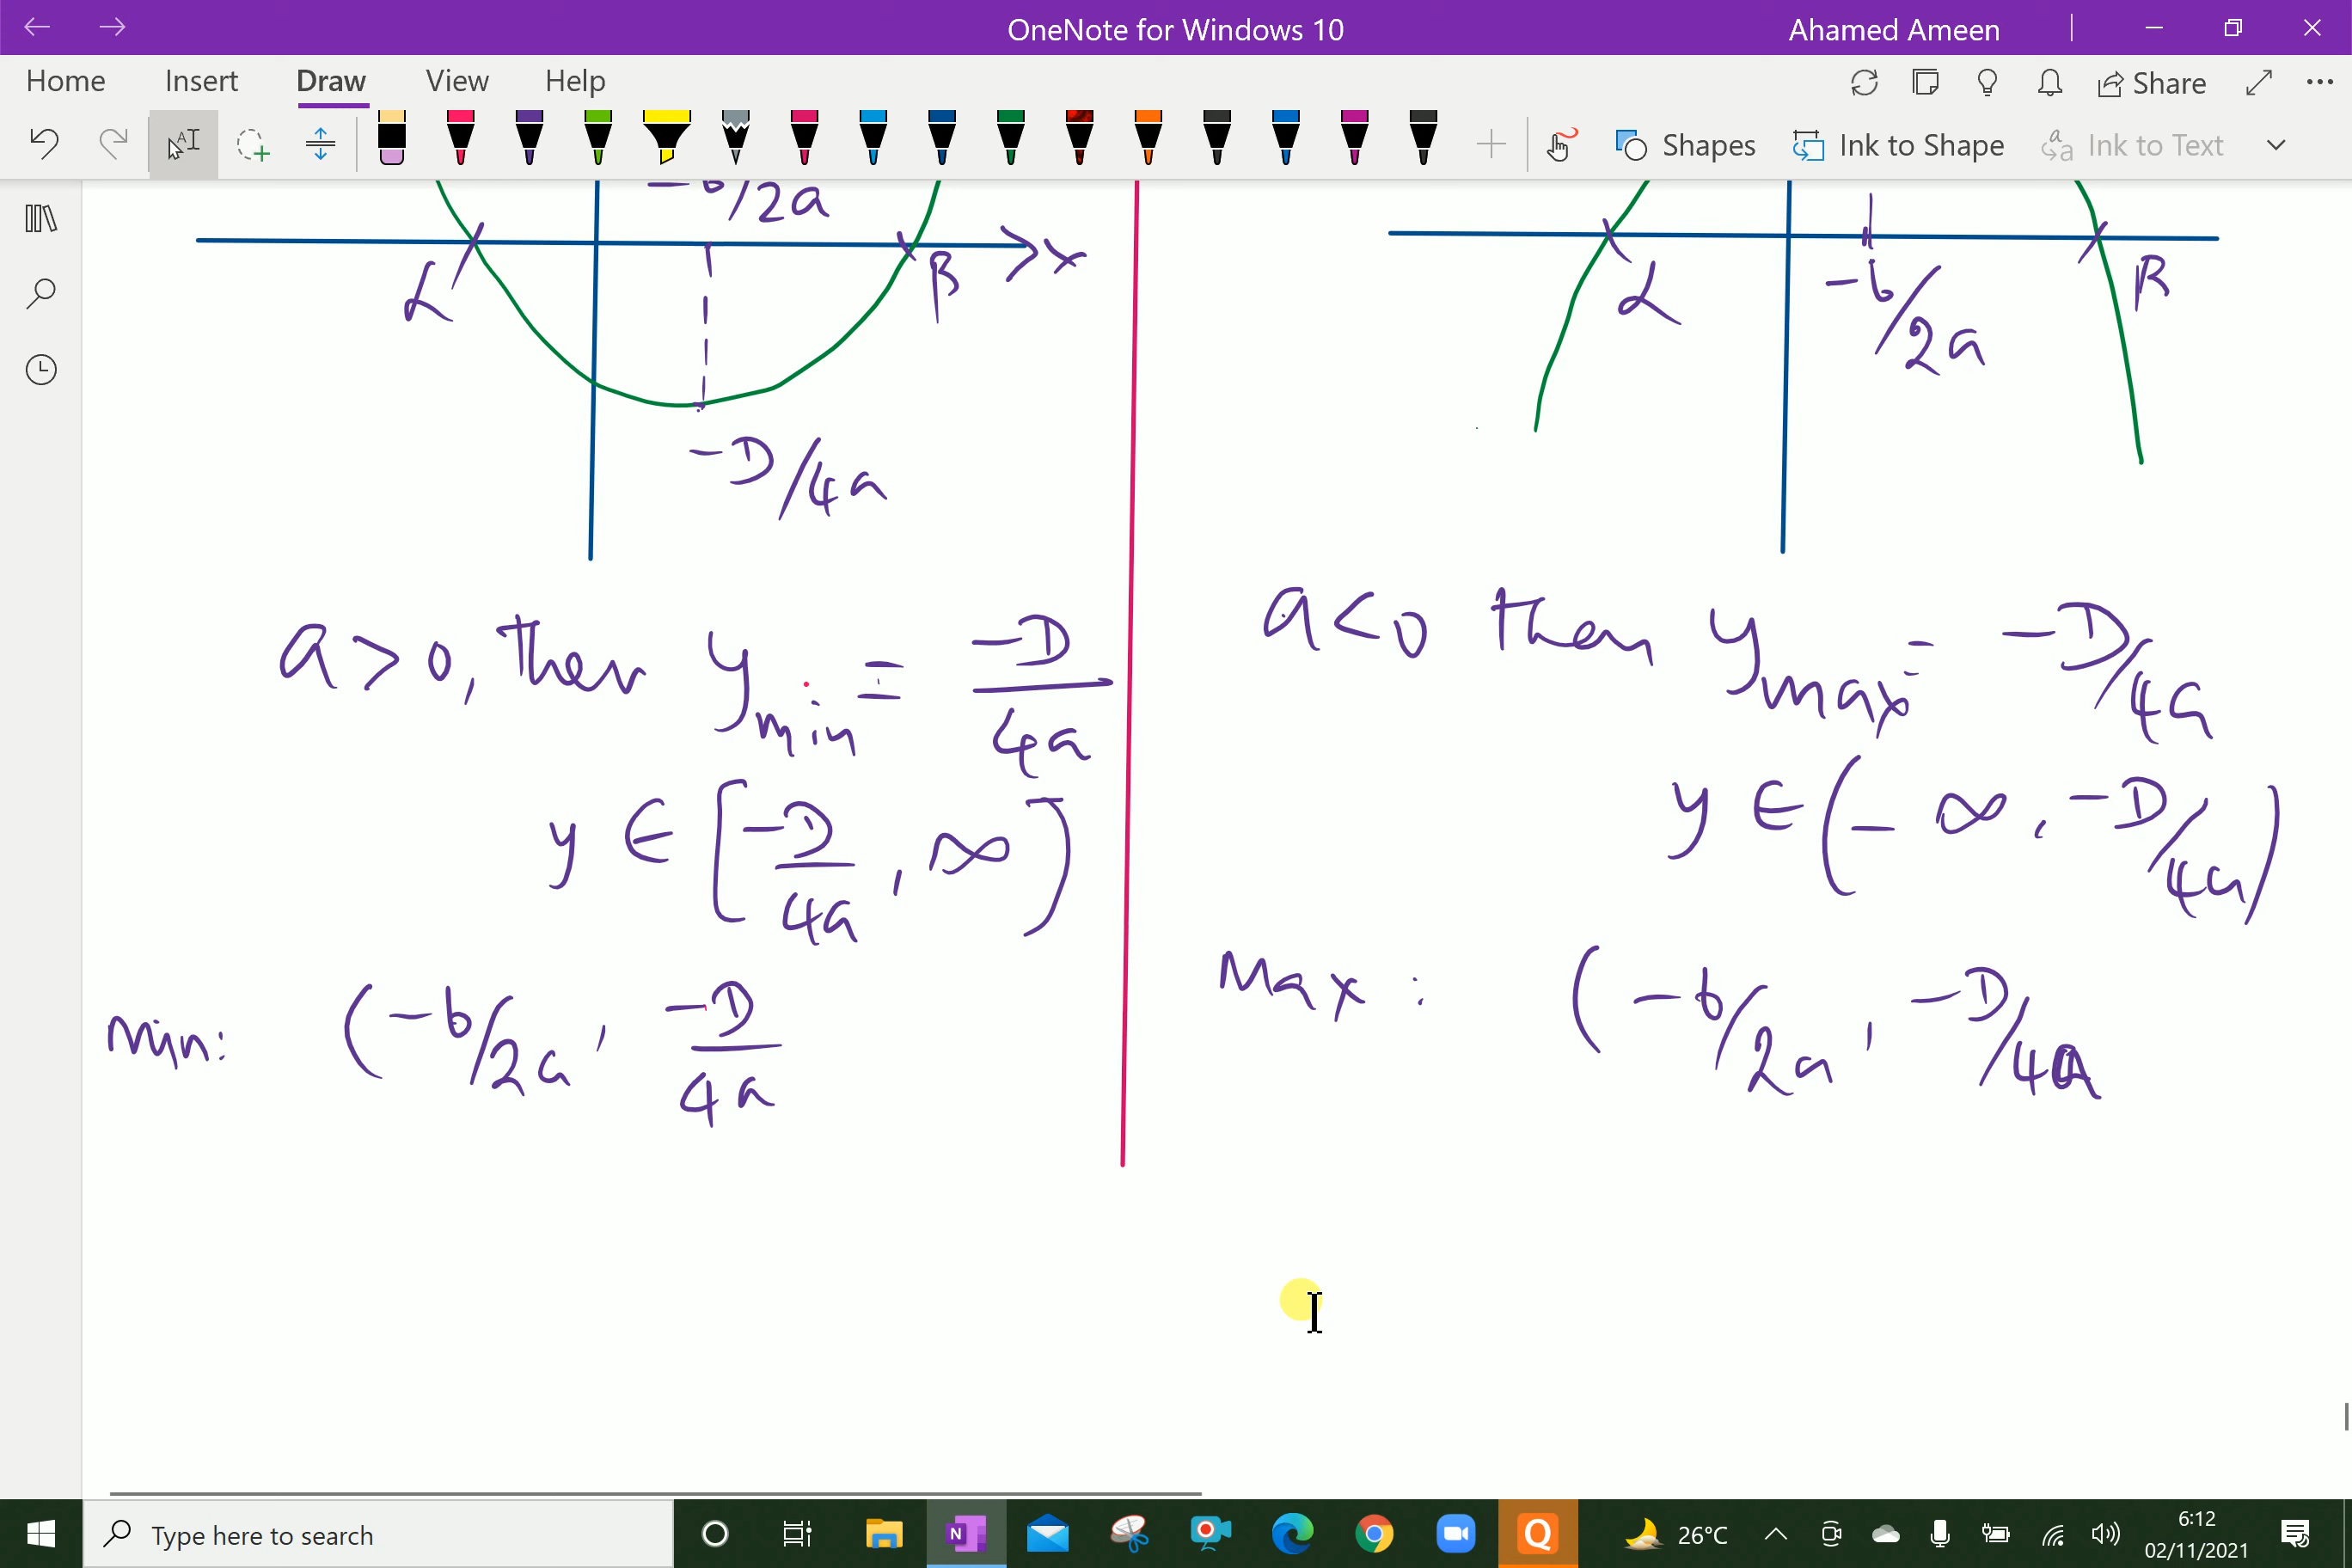 OneNote for Windows 10
Ahamed Ameen
Home Insert Draw View Help
Share
Shapes Ink to Shape Ink to Text
-b/2a
α β x
-D/4a
a > 0, then y min = -D/4a
y ∈ [-D/4a, ∞)
Min: (-b/2a, -D/4a
α -b/2a β
a < 0 then y max = -D/4a
y ∈ (-∞, -D/4a)
Max : (-b/2a, -D/4a
Type here to search
26°C
6:12
02/11/2021